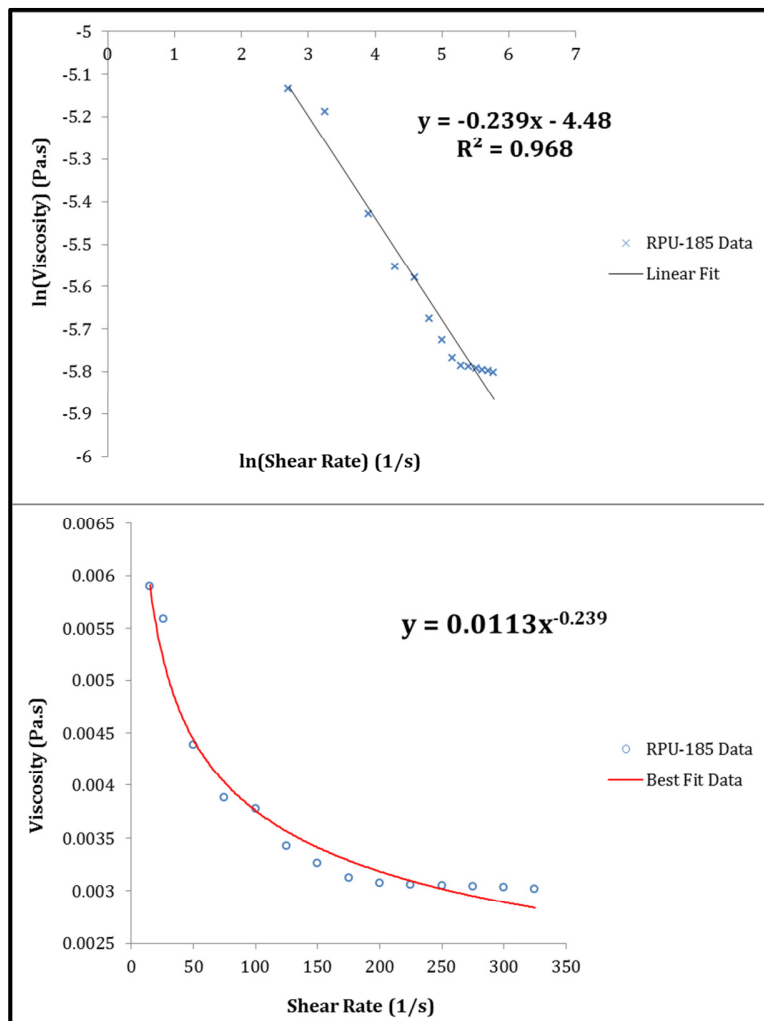 -5
0 1 2 3 4 5 6 7
-5.1
-5.2
y = -0.239x - 4.48
R² = 0.968
-5.3
-5.4
-5.5
-5.6
-5.7
-5.8
-5.9
-6
ln(Viscosity) (Pa.s)
× RPU-185 Data
Linear Fit
ln(Shear Rate) (1/s)
0.0065
0.006
0.0055
0.005
0.0045
0.004
0.0035
0.003
0.0025
y = 0.0113x^-0.239
Viscosity (Pa.s)
RPU-185 Data
Best Fit Data
0 50 100 150 200 250 300 350
Shear Rate (1/s)